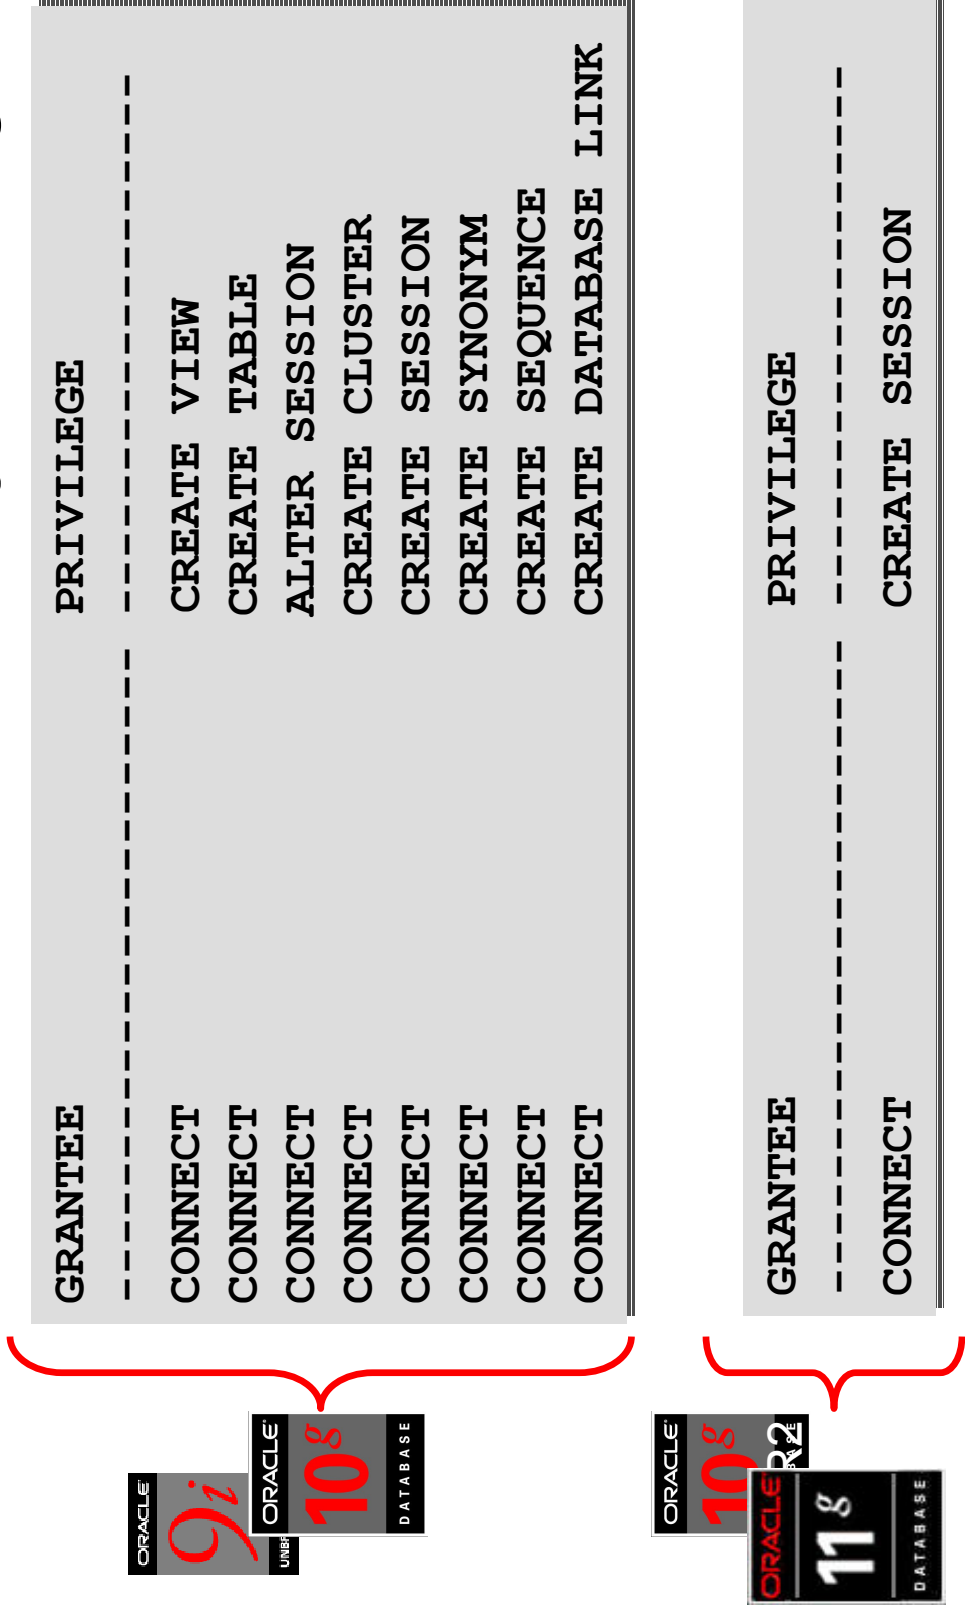 GRANTEE PRIVILEGE
------------------------------ --------------------
CONNECT CREATE VIEW
CONNECT CREATE TABLE
CONNECT ALTER SESSION
CONNECT CREATE CLUSTER
CONNECT CREATE SESSION
CONNECT CREATE SYNONYM
CONNECT CREATE SEQUENCE
CONNECT CREATE DATABASE LINK
ORACLE
9i
ORACLE
10g
DATABASE
GRANTEE PRIVILEGE
------------------------------ --------------------
CONNECT CREATE SESSION
ORACLE
10g
R2
ORACLE
11g
DATABASE